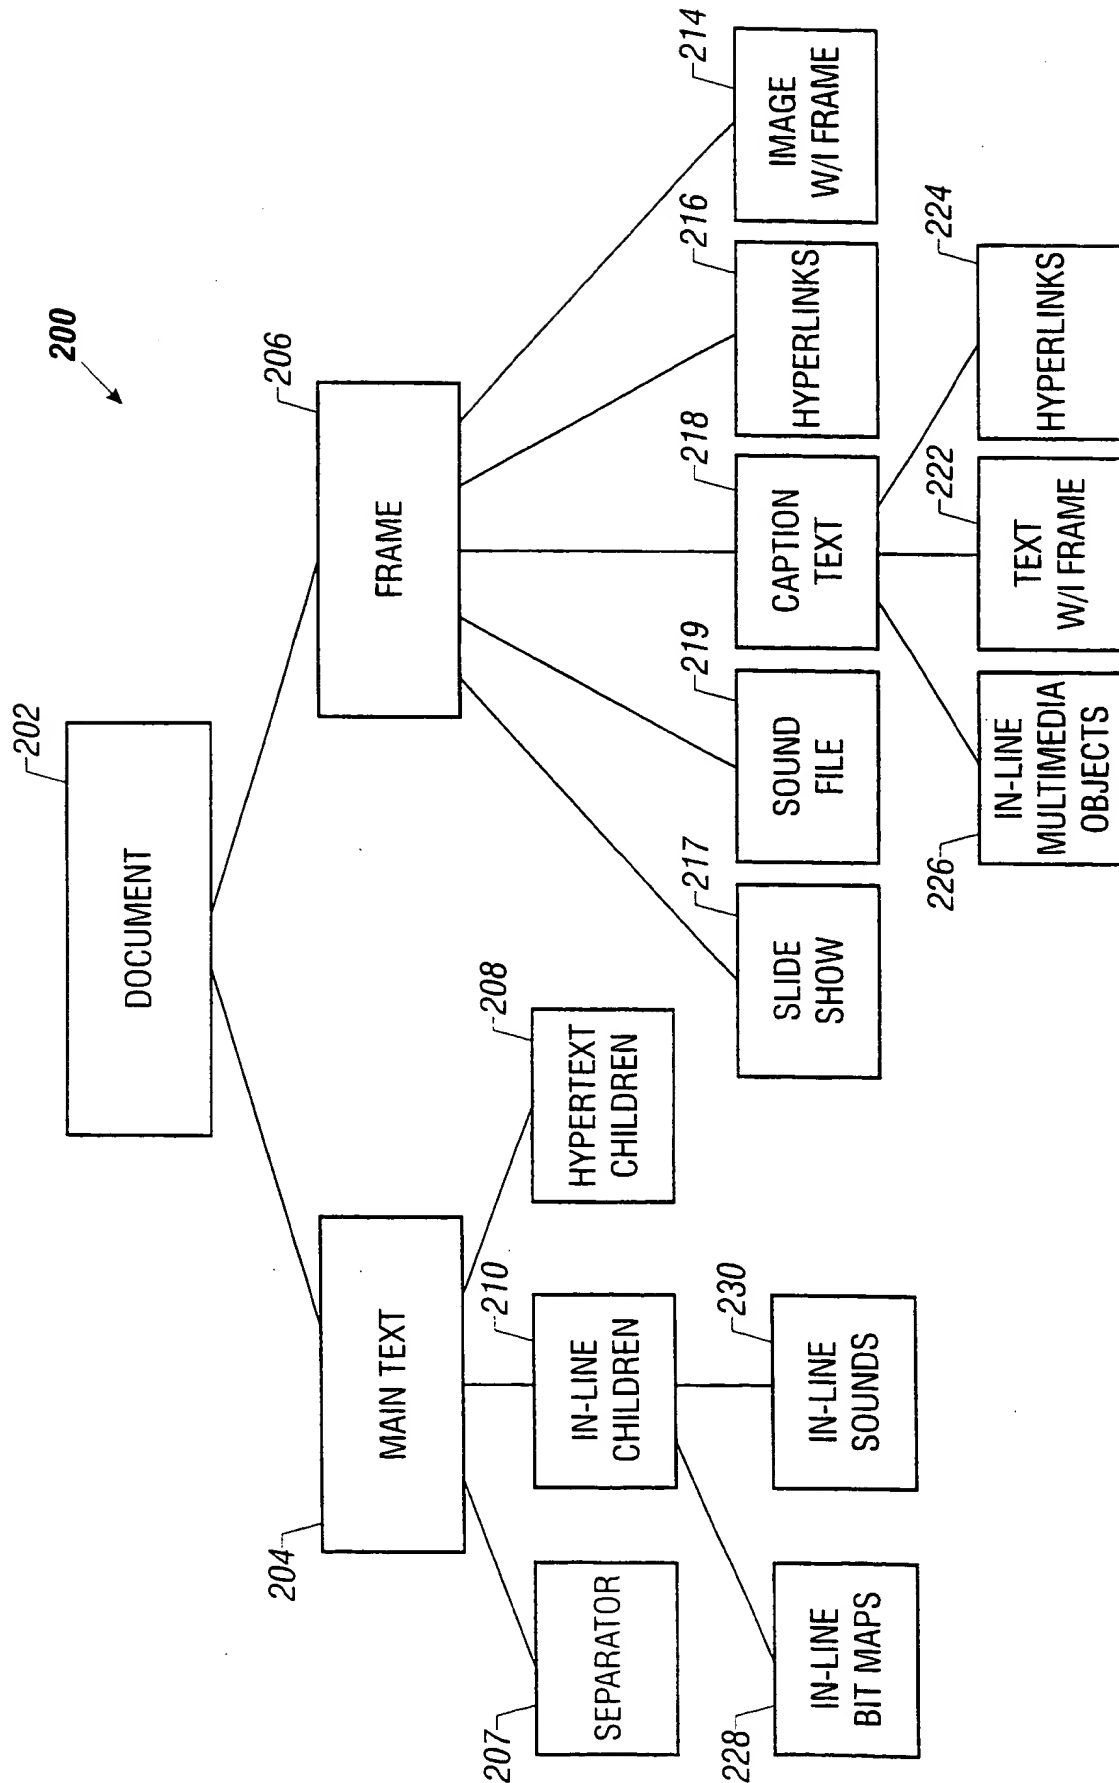 200
202
DOCUMENT
204
MAIN TEXT
206
FRAME
207
SEPARATOR
210
IN-LINE
CHILDREN
208
HYPERTEXT
CHILDREN
228
IN-LINE
BIT MAPS
230
IN-LINE
SOUNDS
217
SLIDE
SHOW
219
SOUND
FILE
218
CAPTION
TEXT
216
HYPERLINKS
214
IMAGE
W/I FRAME
226
IN-LINE
MULTIMEDIA
OBJECTS
222
TEXT
W/I FRAME
224
HYPERLINKS